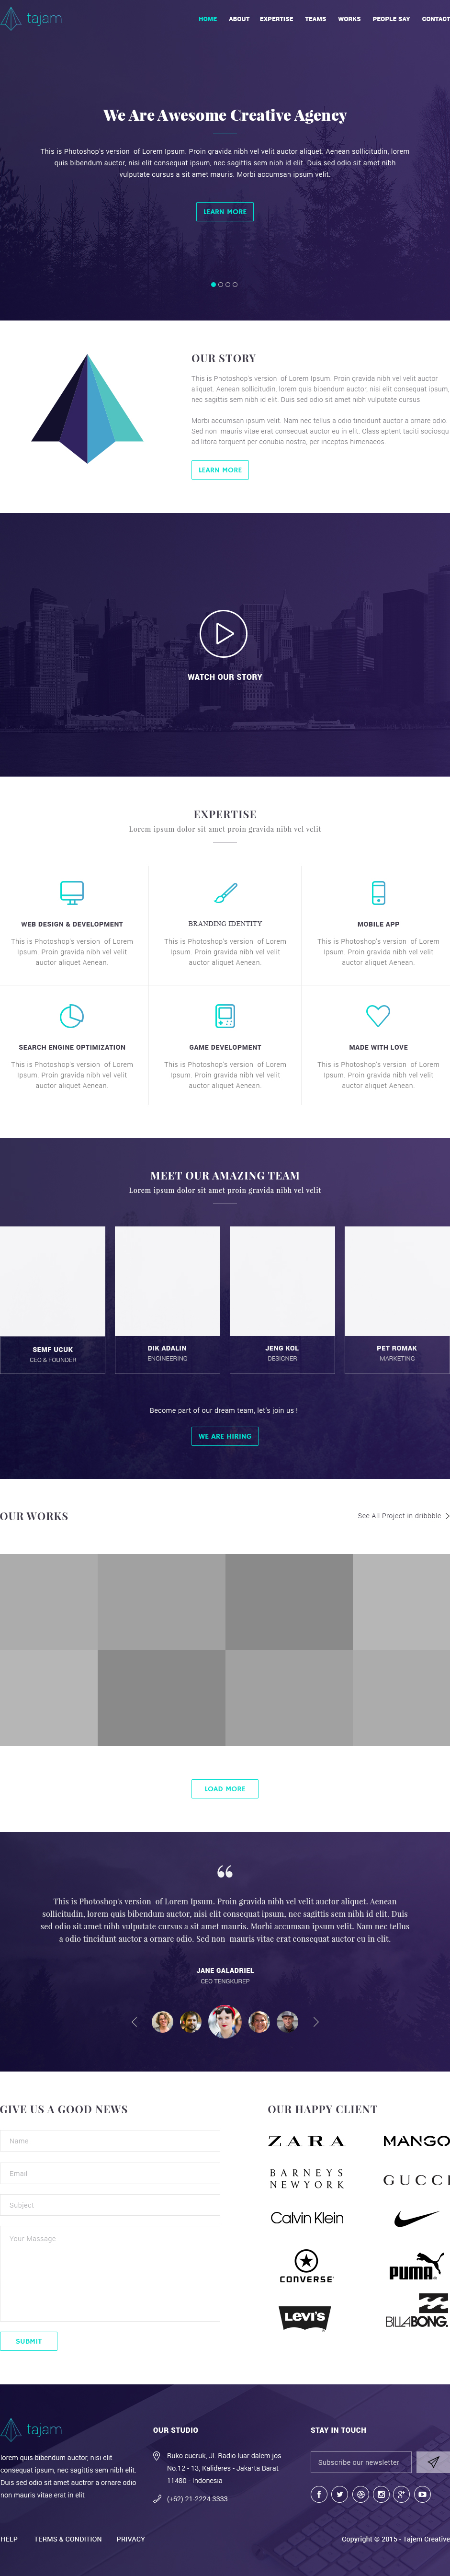 tajam
HOME ABOUT EXPERTISE TEAMS WORKS PEOPLE SAY CONTACT
We Are Awesome Creative Agency
This is Photoshop's version of Lorem Ipsum. Proin gravida nibh vel velit auctor aliquet. Aenean sollicitudin, lorem
quis bibendum auctor, nisi elit consequat ipsum, nec sagittis sem nibh id elit. Duis sed odio sit amet nibh
vulputate cursus a sit amet mauris. Morbi accumsan ipsum velit.
LEARN MORE
OUR STORY
This is Photoshop's version of Lorem Ipsum. Proin gravida nibh vel velit auctor
aliquet. Aenean sollicitudin, lorem quis bibendum auctor, nisi elit consequat ipsum,
nec sagittis sem nibh id elit. Duis sed odio sit amet nibh vulputate cursus
Morbi accumsan ipsum velit. Nam nec tellus a odio tincidunt auctor a ornare odio.
Sed non mauris vitae erat consequat auctor eu in elit. Class aptent taciti sociosqu
ad litora torquent per conubia nostra, per inceptos himenaeos.
LEARN MORE
WATCH OUR STORY
EXPERTISE
Lorem ipsum dolor sit amet proin gravida nibh vel velit
WEB DESIGN & DEVELOPMENT
This is Photoshop's version of Lorem
Ipsum. Proin gravida nibh vel velit
auctor aliquet Aenean.
BRANDING IDENTITY
This is Photoshop's version of Lorem
Ipsum. Proin gravida nibh vel velit
auctor aliquet Aenean.
MOBILE APP
This is Photoshop's version of Lorem
Ipsum. Proin gravida nibh vel velit
auctor aliquet Aenean.
SEARCH ENGINE OPTIMIZATION
This is Photoshop's version of Lorem
Ipsum. Proin gravida nibh vel velit
auctor aliquet Aenean.
GAME DEVELOPMENT
This is Photoshop's version of Lorem
Ipsum. Proin gravida nibh vel velit
auctor aliquet Aenean.
MADE WITH LOVE
This is Photoshop's version of Lorem
Ipsum. Proin gravida nibh vel velit
auctor aliquet Aenean.
MEET OUR AMAZING TEAM
Lorem ipsum dolor sit amet proin gravida nibh vel velit
SEMF UCUK
CEO & FOUNDER
DIK ADALIN
ENGINEERING
JENG KOL
DESIGNER
PET ROMAK
MARKETING
Become part of our dream team, let's join us !
WE ARE HIRING
OUR WORKS
See All Project in dribbble
LOAD MORE
“
This is Photoshop's version of Lorem Ipsum. Proin gravida nibh vel velit auctor aliquet. Aenean
sollicitudin, lorem quis bibendum auctor, nisi elit consequat ipsum, nec sagittis sem nibh id elit. Duis
sed odio sit amet nibh vulputate cursus a sit amet mauris. Morbi accumsan ipsum velit. Nam nec tellus
a odio tincidunt auctor a ornare odio. Sed non mauris vitae erat consequat auctor eu in elit.
JANE GALADRIEL
CEO TENGKUREP
GIVE US A GOOD NEWS
Name
Email
Subject
Your Massage
SUBMIT
OUR HAPPY CLIENT
ZARA
MANGO
BARNEYS
NEWYORK
GUCCI
Calvin Klein
CONVERSE
PUMA
LEVI'S
BILLABONG.
tajam
lorem quis bibendum auctor, nisi elit
consequat ipsum, nec sagittis sem nibh elit.
Duis sed odio sit amet auctror a ornare odio
non mauris vitae erat in elit
OUR STUDIO
Ruko cucruk, Jl. Radio luar dalem jos
No.12 - 13, Kalideres - Jakarta Barat
11480 - Indonesia
(+62) 21-2224 3333
STAY IN TOUCH
Subscribe our newsletter
HELP TERMS & CONDITION PRIVACY
Copyright © 2015 - Tajem Creative